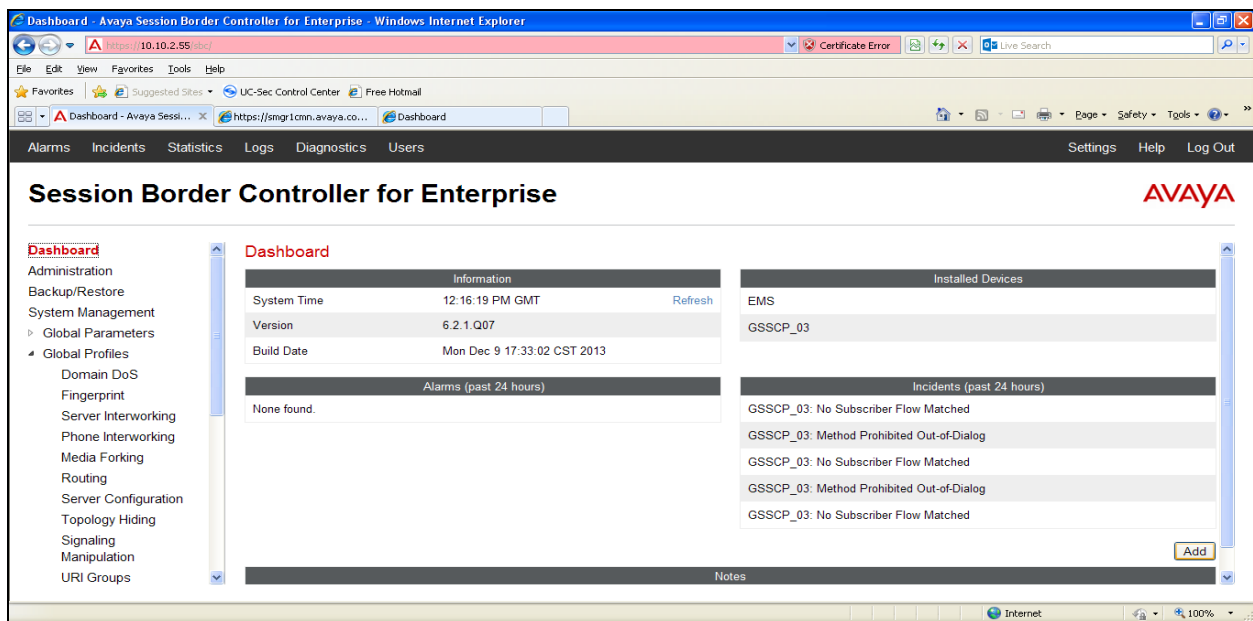 Dashboard - Avaya Session Border Controller for Enterprise - Windows Internet Explorer
https://10.10.2.55/sbc/
Certificate Error
Live Search
File Edit View Favorites Tools Help
Favorites Suggested Sites UC-Sec Control Center Free Hotmail
Dashboard - Avaya Sessi... X https://smgr1cmn.avaya.co... Dashboard Page Safety Tools »
Alarms Incidents Statistics Logs Diagnostics Users Settings Help Log Out
Session Border Controller for Enterprise
AVAYA
Dashboard
Administration
Backup/Restore
System Management
Global Parameters
Global Profiles
Domain DoS
Fingerprint
Server Interworking
Phone Interworking
Media Forking
Routing
Server Configuration
Topology Hiding
Signaling
Manipulation
URI Groups
Dashboard
Information
System Time 12:16:19 PM GMT Refresh
Version 6.2.1.Q07
Build Date Mon Dec 9 17:33:02 CST 2013
Installed Devices
EMS
GSSCP_03
Alarms (past 24 hours)
None found.
Incidents (past 24 hours)
GSSCP_03: No Subscriber Flow Matched
GSSCP_03: Method Prohibited Out-of-Dialog
GSSCP_03: No Subscriber Flow Matched
GSSCP_03: Method Prohibited Out-of-Dialog
GSSCP_03: No Subscriber Flow Matched
Add
Notes
Internet 100%